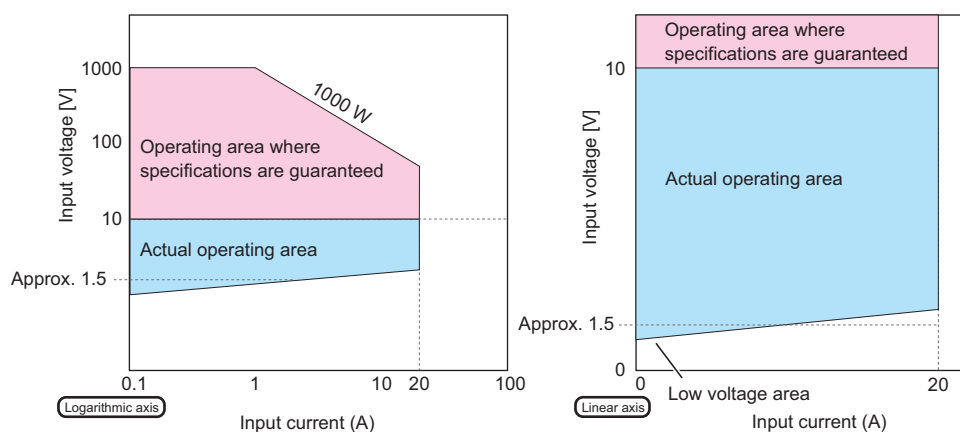 1000
100
10
Approx. 1.5
Input voltage [V]
1000 W
Operating area where
specifications are guaranteed
Actual operating area
0.1
1
10
20
100
Logarithmic axis
Input current (A)
Operating area where
specifications are guaranteed
10
Input voltage [V]
Actual operating area
Approx. 1.5
0
0
20
Low voltage area
Linear axis
Input current (A)